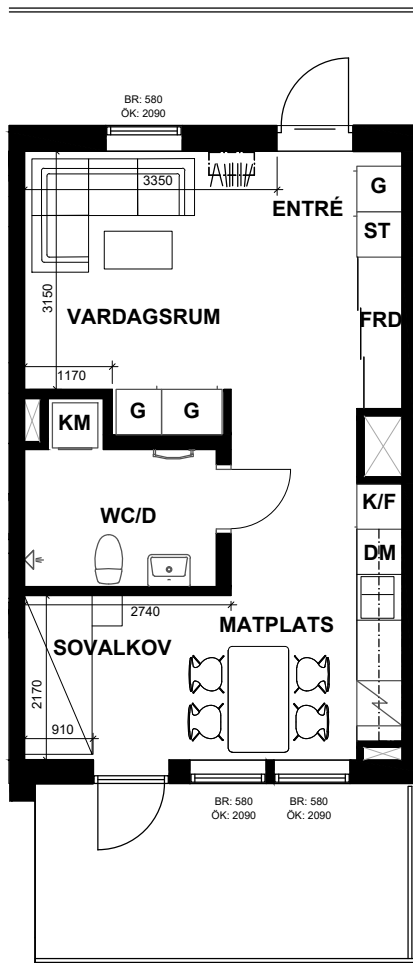 BR: 580
ÖK: 2090
3350
G
ENTRÉ
ST
3150
VARDAGSRUM
FRD
1170
KM
G
G
K/F
WC/D
DM
2740
MATPLATS
SOVALKOV
2170
910
BR: 580
ÖK: 2090
BR: 580
ÖK: 2090